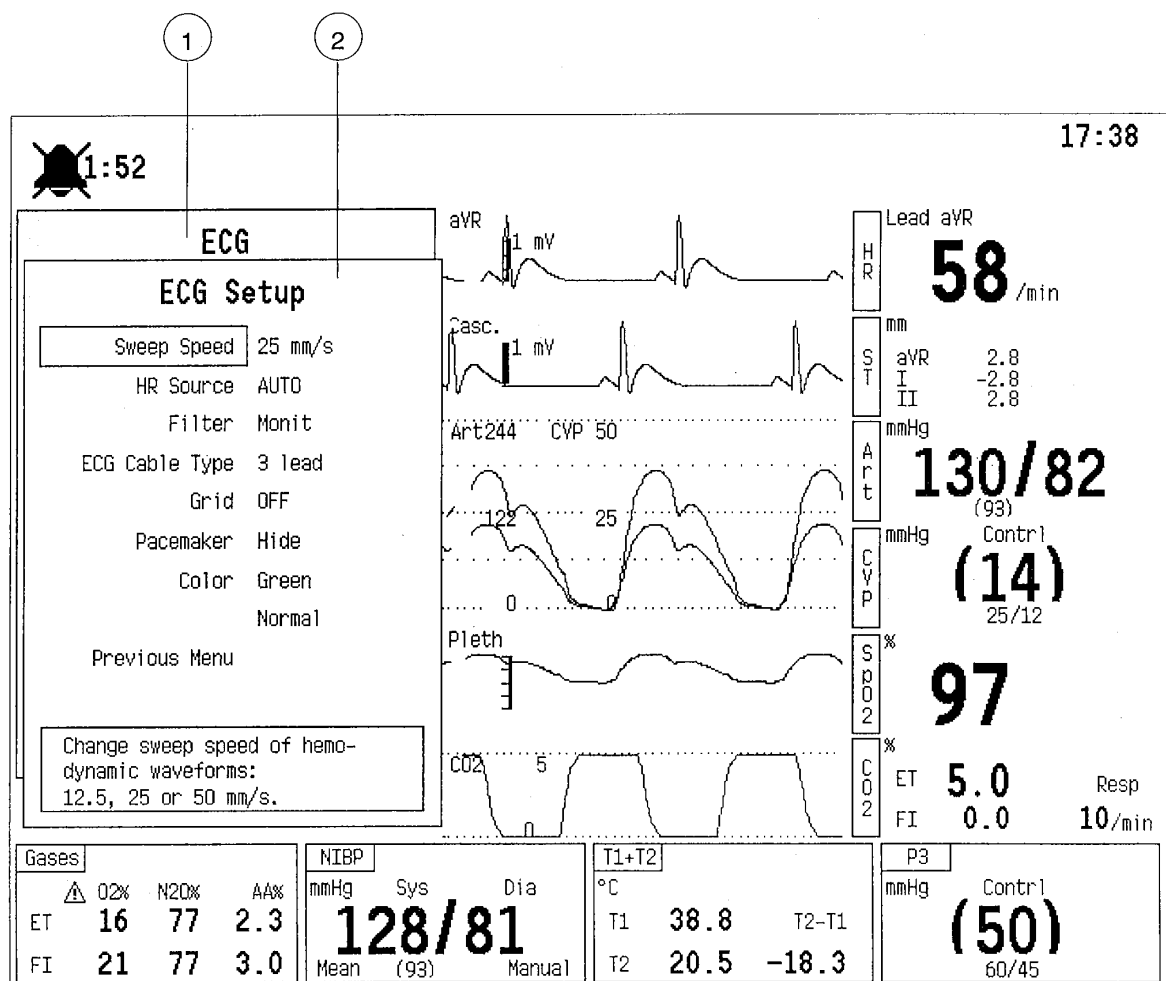 1
2
1:52
17:38
ECG
ECG Setup
Sweep Speed 25 mm/s
HR Source AUTO
Filter Monit
ECG Cable Type 3 lead
Grid OFF
Pacemaker Hide
Color Green
Normal
Previous Menu
Change sweep speed of hemo-
dynamic waveforms:
12.5, 25 or 50 mm/s.
aVR
1 mV
Casc.
1 mV
Art 244 CVP 50
122 25
0 0
Pleth
CO2 5
0
HR
Lead aVR
58 /min
ST
mm
aVR 2.8
I -2.8
II 2.8
Art
mmHg
130/82
(93)
CVP
mmHg Contrl
(14)
25/12
SpO2
%
97
CO2
%
ET 5.0 Resp
FI 0.0 10/min
Gases
O2% N2O% AA%
ET 16 77 2.3
FI 21 77 3.0
NIBP
mmHg Sys Dia
128/81
Mean (93) Manual
T1+T2
°C
T1 38.8 T2-T1
T2 20.5 -18.3
P3
mmHg Contrl
(50)
60/45